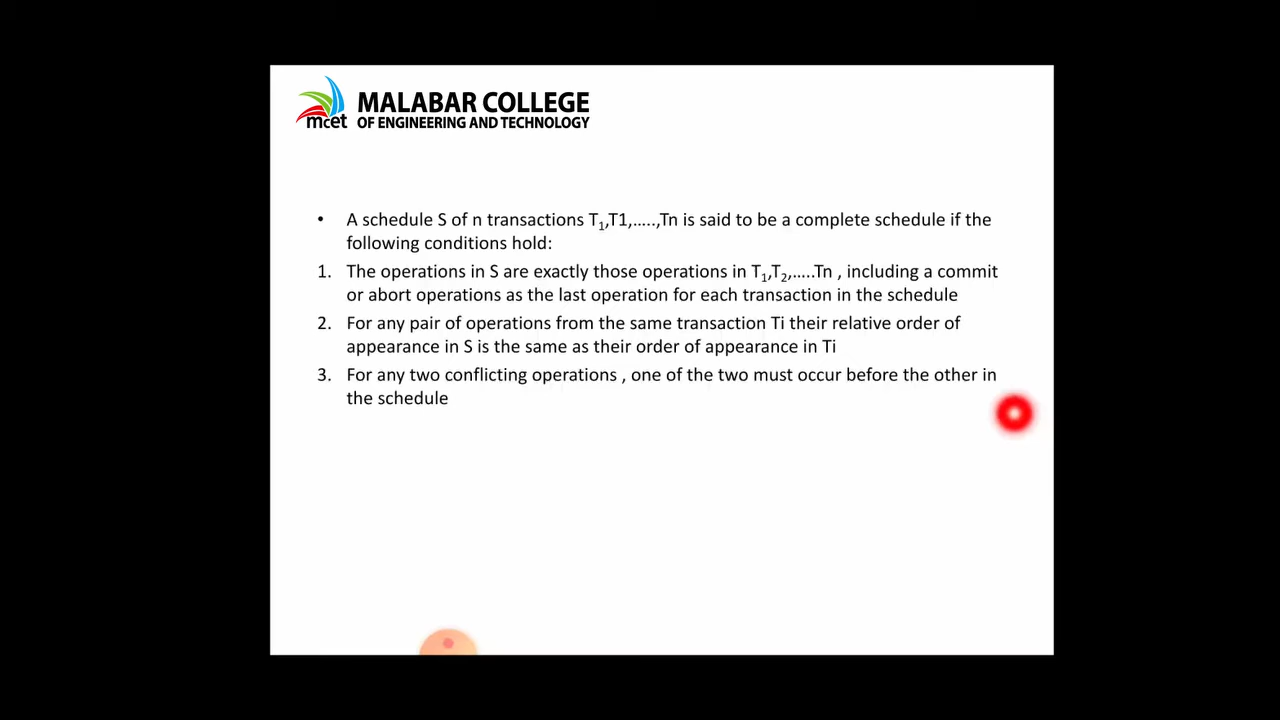 mcet
MALABAR COLLEGE
OF ENGINEERING AND TECHNOLOGY
• A schedule S of n transactions T1,T1,.....,Tn is said to be a complete schedule if the
following conditions hold:
1. The operations in S are exactly those operations in T1,T2,.....Tn , including a commit
or abort operations as the last operation for each transaction in the schedule
2. For any pair of operations from the same transaction Ti their relative order of
appearance in S is the same as their order of appearance in Ti
3. For any two conflicting operations , one of the two must occur before the other in
the schedule